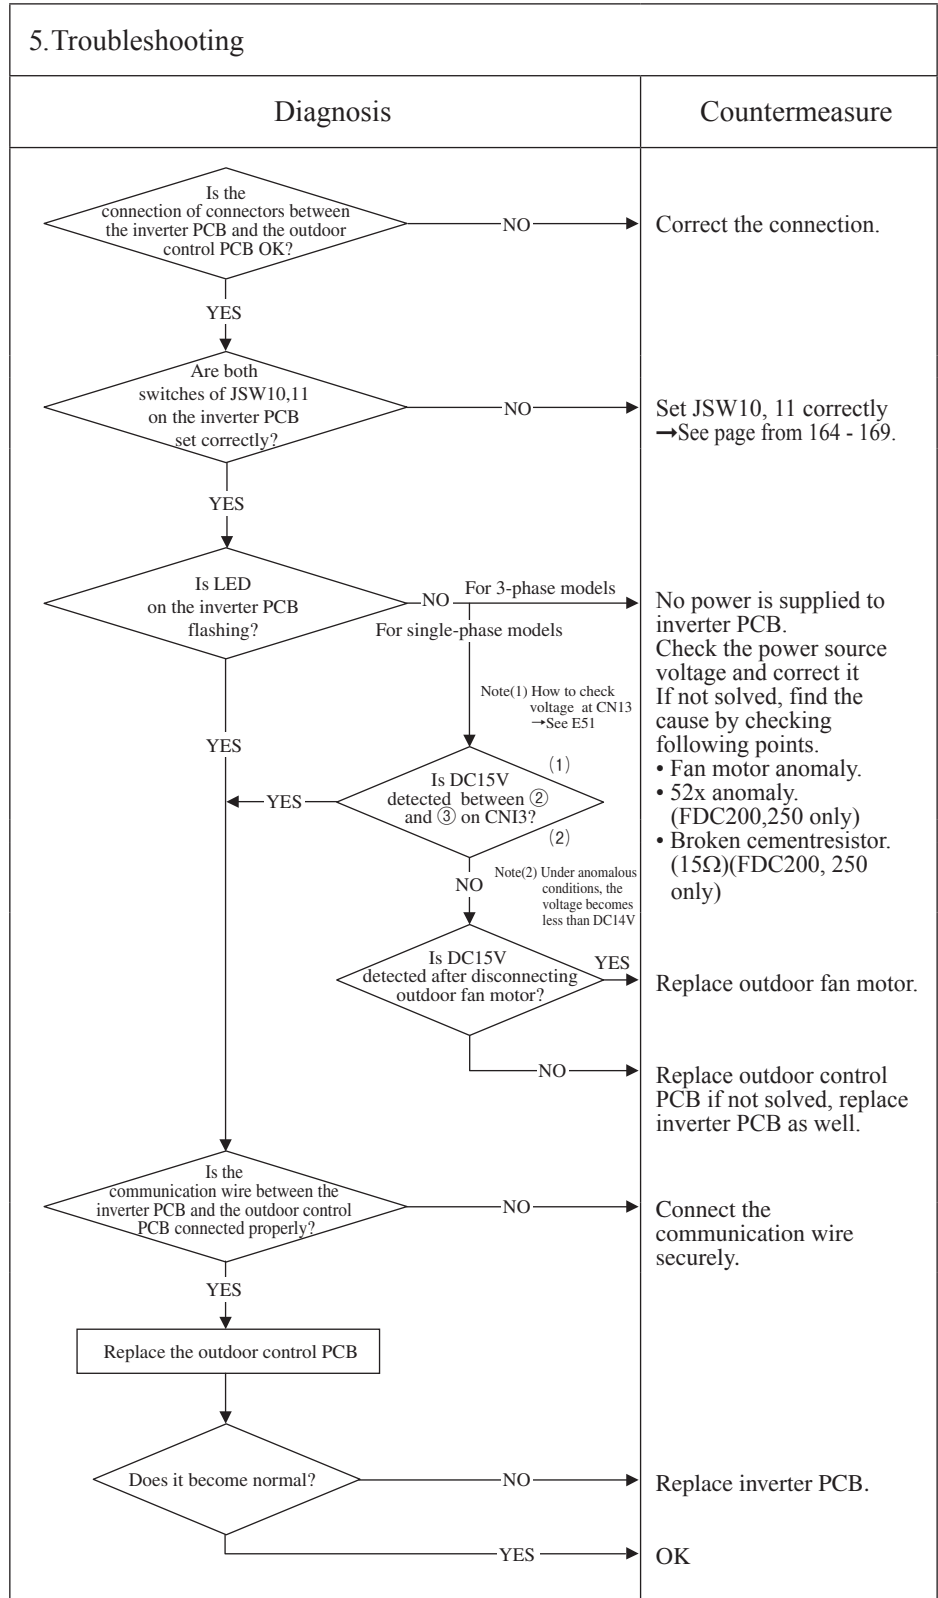 5.Troubleshooting
Diagnosis
Countermeasure
Is the
connection of connectors between
the inverter PCB and the outdoor
control PCB OK?
NO
Correct the connection.
YES
Are both
switches of JSW10,11
on the inverter PCB
set correctly?
NO
Set JSW10, 11 correctly
→See page from 164 - 169.
YES
Is LED
on the inverter PCB
flashing?
NO
For 3-phase models
For single-phase models
No power is supplied to
inverter PCB.
Check the power source
voltage and correct it
If not solved, find the
cause by checking
following points.
• Fan motor anomaly.
• 52x anomaly.
(FDC200,250 only)
• Broken cementresistor.
(15Ω)(FDC200, 250
only)
Note(1) How to check
voltage at CN13
→See E51
YES
Is DC15V
detected between ②
and ③ on CNI3?
(1)
(2)
YES
NO
Note(2) Under anomalous
conditions, the
voltage becomes
less than DC14V
Is DC15V
detected after disconnecting
outdoor fan motor?
YES
Replace outdoor fan motor.
NO
Replace outdoor control
PCB if not solved, replace
inverter PCB as well.
Is the
communication wire between the
inverter PCB and the outdoor control
PCB connected properly?
NO
Connect the
communication wire
securely.
YES
Replace the outdoor control PCB
Does it become normal?
NO
Replace inverter PCB.
YES
OK